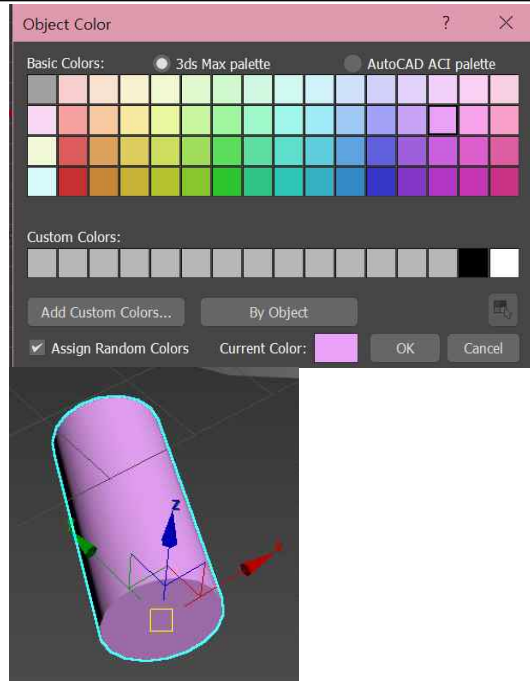 Object Color ? ×
Basic Colors: 3ds Max palette AutoCAD ACI palette
Custom Colors:
Add Custom Colors... By Object
Assign Random Colors Current Color: OK Cancel
z